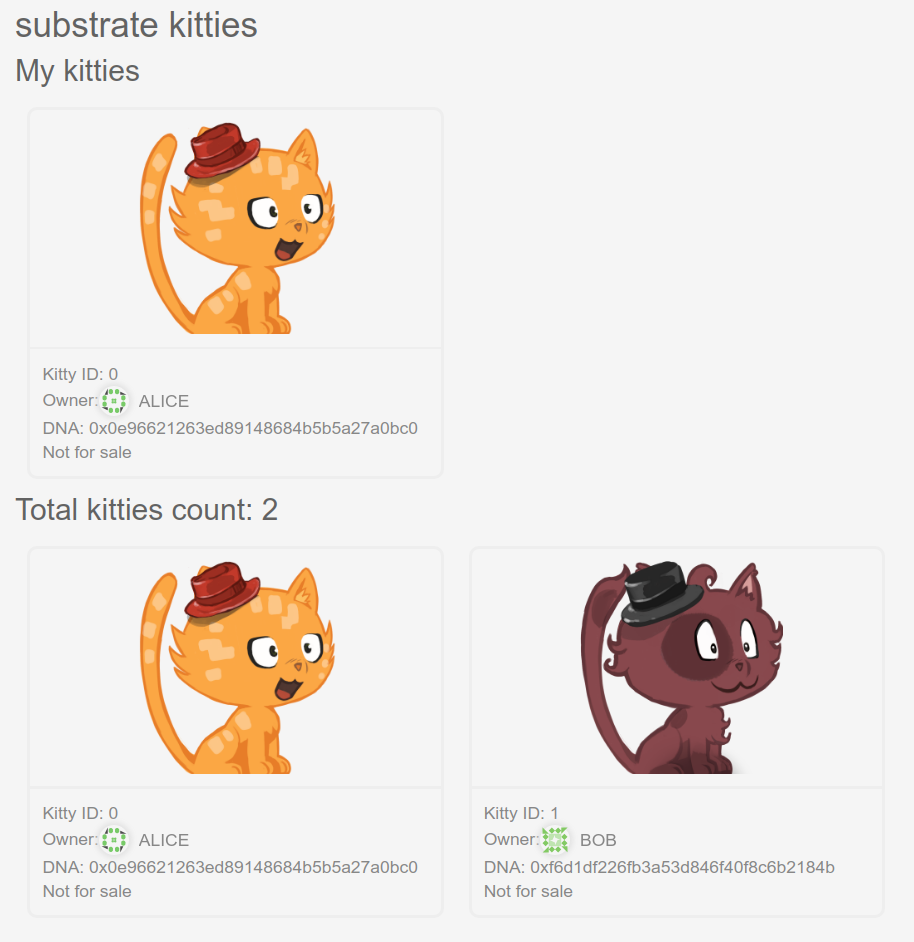 substrate kitties
My kitties
Kitty ID: 0
Owner: ALICE
DNA: 0x0e96621263ed89148684b5b5a27a0bc0
Not for sale
Total kitties count: 2
Kitty ID: 0
Owner: ALICE
DNA: 0x0e96621263ed89148684b5b5a27a0bc0
Not for sale
Kitty ID: 1
Owner: BOB
DNA: 0xf6d1df226fb3a53d846f40f8c6b2184b
Not for sale